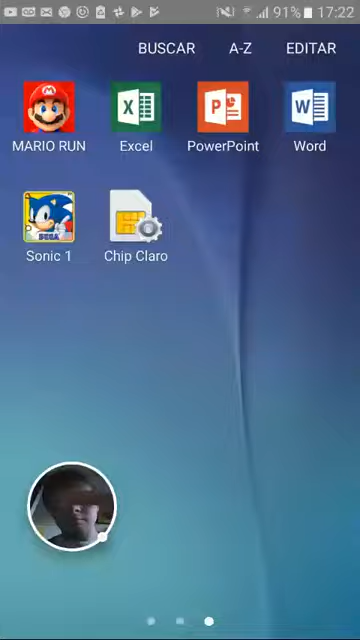 91% 17:22
BUSCAR A-Z EDITAR
MARIO RUN Excel PowerPoint Word
Sonic 1 Chip Claro